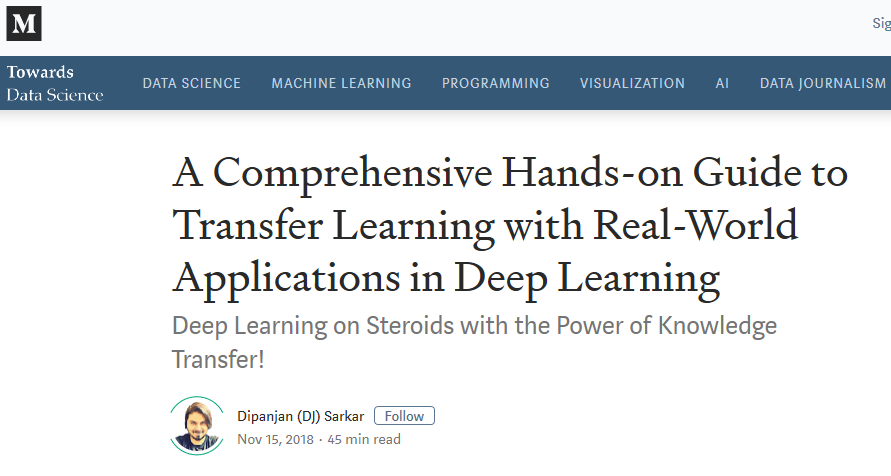 M
Sig
Towards
Data Science
DATA SCIENCE MACHINE LEARNING PROGRAMMING VISUALIZATION AI DATA JOURNALISM
A Comprehensive Hands-on Guide to
Transfer Learning with Real-World
Applications in Deep Learning
Deep Learning on Steroids with the Power of Knowledge
Transfer!
Dipanjan (DJ) Sarkar Follow
Nov 15, 2018 · 45 min read